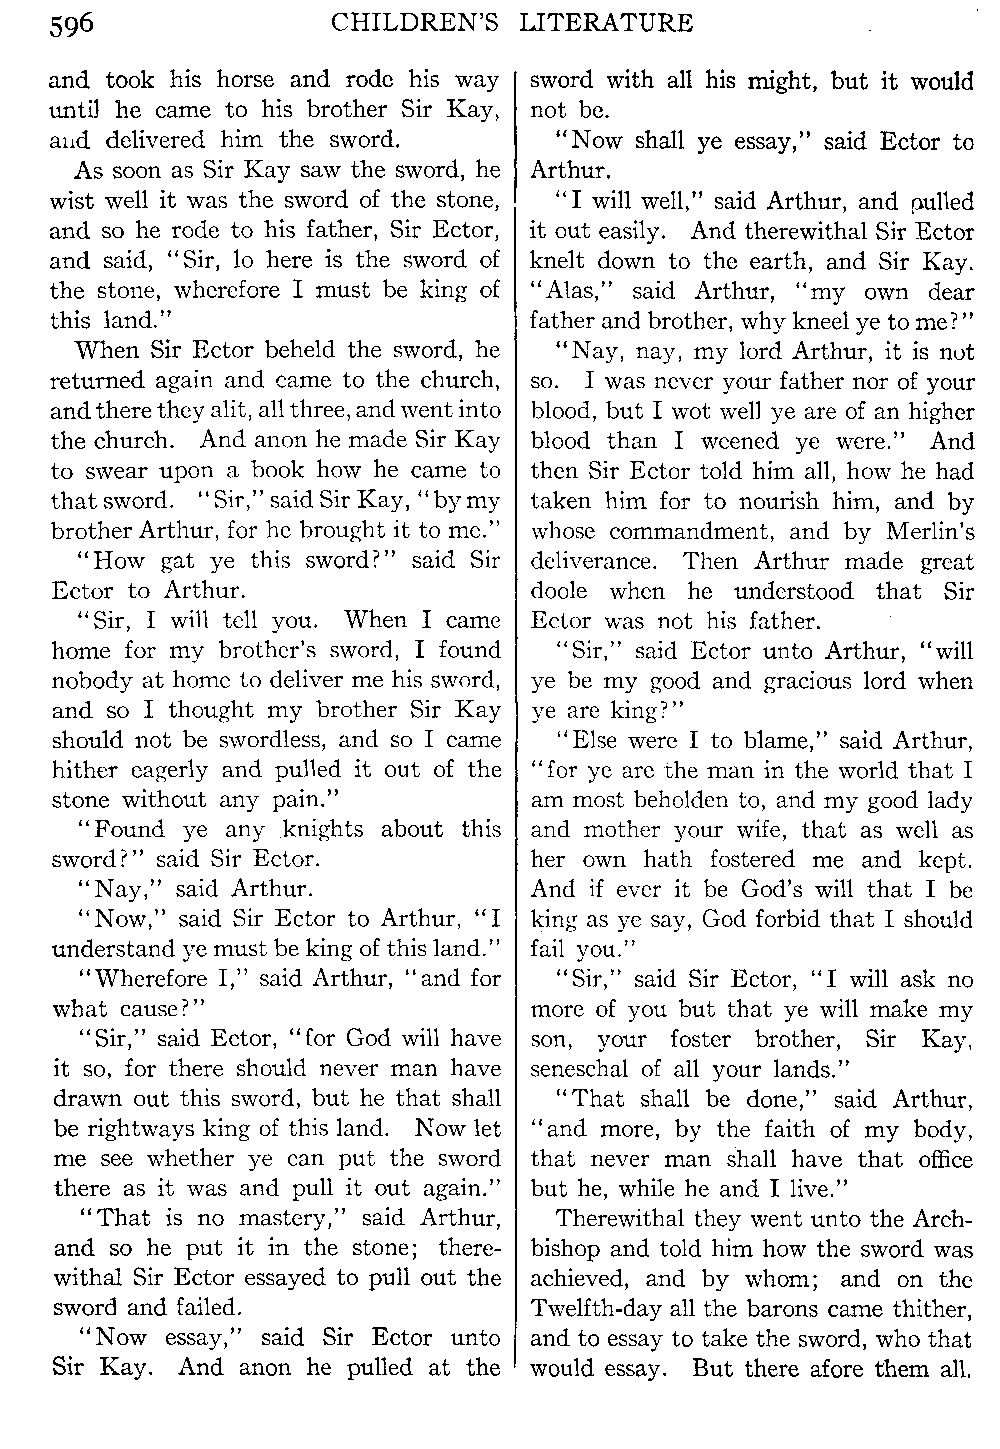 596 CHILDREN'S LITERATURE
and took his horse and rode his way
until he came to his brother Sir Kay,
and delivered him the sword.
As soon as Sir Kay saw the sword, he
wist well it was the sword of the stone,
and so he rode to his father, Sir Ector,
and said, "Sir, lo here is the sword of
the stone, wherefore I must be king of
this land."
When Sir Ector beheld the sword, he
returned again and came to the church,
and there they alit, all three, and went into
the church. And anon he made Sir Kay
to swear upon a book how he came to
that sword. "Sir," said Sir Kay, "by my
brother Arthur, for he brought it to me."
"How gat ye this sword?" said Sir
Ector to Arthur.
"Sir, I will tell you. When I came
home for my brother's sword, I found
nobody at home to deliver me his sword,
and so I thought my brother Sir Kay
should not be swordless, and so I came
hither eagerly and pulled it out of the
stone without any pain."
"Found ye any knights about this
sword?" said Sir Ector.
"Nay," said Arthur.
"Now," said Sir Ector to Arthur, "I
understand ye must be king of this land."
"Wherefore I," said Arthur, "and for
what cause?"
"Sir," said Ector, "for God will have
it so, for there should never man have
drawn out this sword, but he that shall
be rightways king of this land. Now let
me see whether ye can put the sword
there as it was and pull it out again."
"That is no mastery," said Arthur,
and so he put it in the stone; there-
withal Sir Ector essayed to pull out the
sword and failed.
"Now essay," said Sir Ector unto
Sir Kay. And anon he pulled at the
sword with all his might, but it would
not be.
"Now shall ye essay," said Ector to
Arthur.
"I will well," said Arthur, and pulled
it out easily. And therewithal Sir Ector
knelt down to the earth, and Sir Kay.
"Alas," said Arthur, "my own dear
father and brother, why kneel ye to me?"
"Nay, nay, my lord Arthur, it is not
so. I was never your father nor of your
blood, but I wot well ye are of an higher
blood than I weened ye were." And
then Sir Ector told him all, how he had
taken him for to nourish him, and by
whose commandment, and by Merlin's
deliverance. Then Arthur made great
doole when he understood that Sir
Ector was not his father.
"Sir," said Ector unto Arthur, "will
ye be my good and gracious lord when
ye are king?"
"Else were I to blame," said Arthur,
"for ye are the man in the world that I
am most beholden to, and my good lady
and mother your wife, that as well as
her own hath fostered me and kept.
And if ever it be God's will that I be
king as ye say, God forbid that I should
fail you."
"Sir," said Sir Ector, "I will ask no
more of you but that ye will make my
son, your foster brother, Sir Kay,
seneschal of all your lands."
"That shall be done," said Arthur,
"and more, by the faith of my body,
that never man shall have that office
but he, while he and I live."
Therewithal they went unto the Arch-
bishop and told him how the sword was
achieved, and by whom; and on the
Twelfth-day all the barons came thither,
and to essay to take the sword, who that
would essay. But there afore them all,